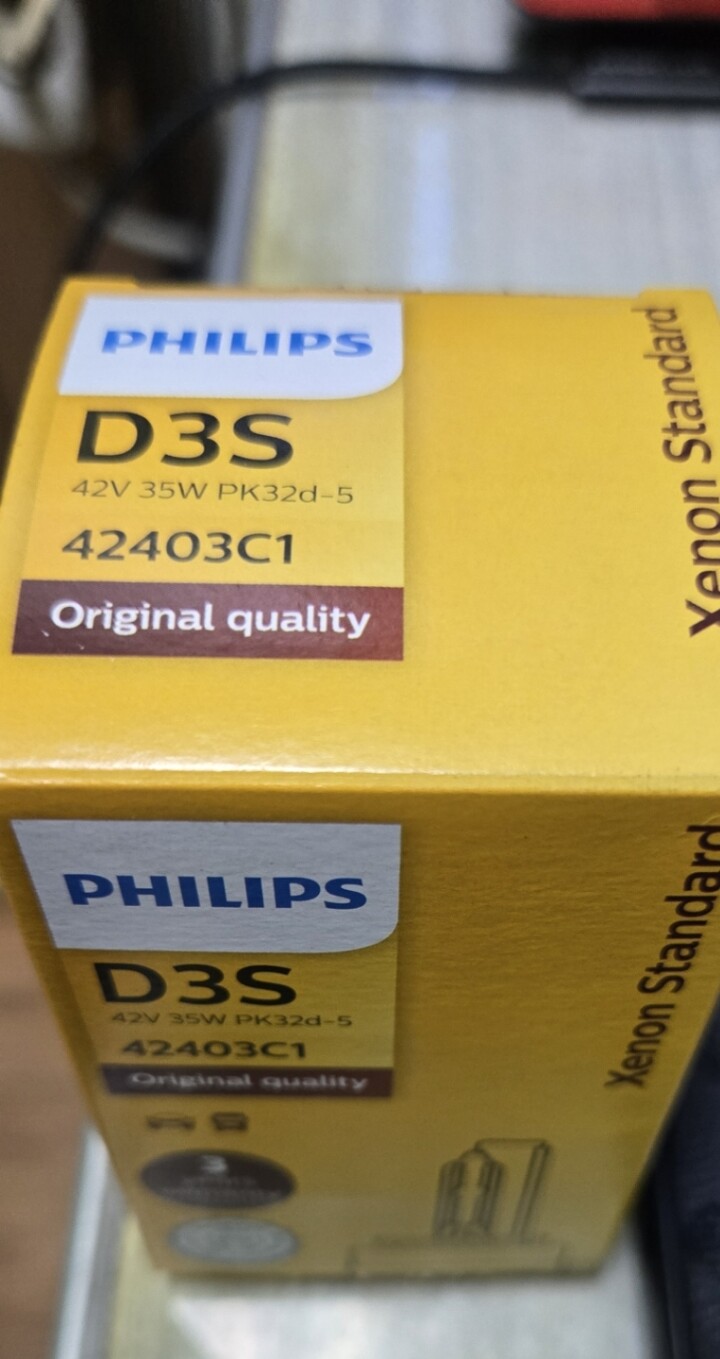 PHILIPS
D3S
42V 35W PK32d-5
42403C1
Original quality
Xenon Standard
PHILIPS
D3S
42V 35W PK32d-5
42403C1
Original quality
3
Xenon Standard